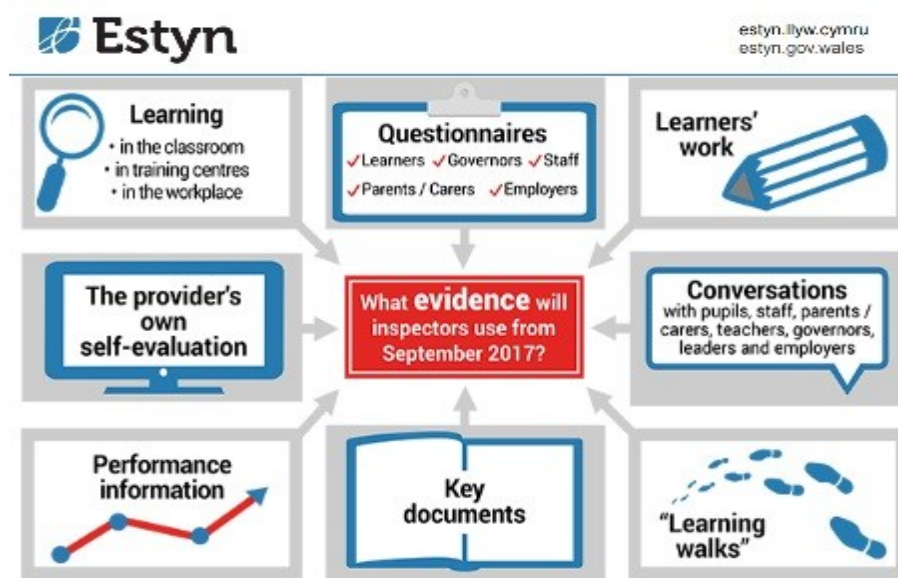 Estyn
estyn.llyw.cymru
estyn.gov.wales
Learning
• in the classroom
• in training centres
• in the workplace
Questionnaires
✓Learners ✓Governors ✓Staff
✓Parents / Carers ✓Employers
Learners'
work
The provider's
own
self-evaluation
What evidence will
inspectors use from
September 2017?
Conversations
with pupils, staff, parents /
carers, teachers, governors,
leaders and employers
Performance
information
Key
documents
"Learning
walks"